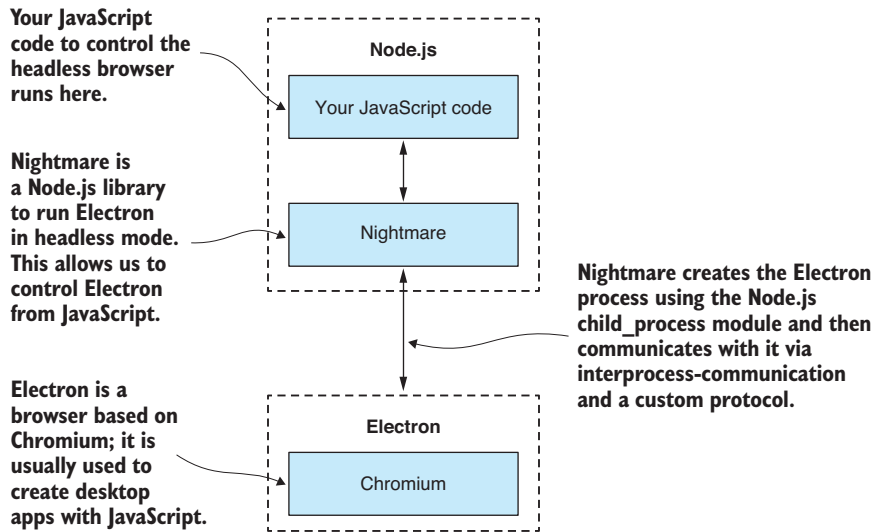 Your JavaScript
code to control the
headless browser
runs here.
Node.js
Your JavaScript code
Nightmare is
a Node.js library
to run Electron
in headless mode.
This allows us to
control Electron
from JavaScript.
Nightmare
Nightmare creates the Electron
process using the Node.js
child_process module and then
communicates with it via
interprocess-communication
and a custom protocol.
Electron is a
browser based on
Chromium; it is
usually used to
create desktop
apps with JavaScript.
Electron
Chromium